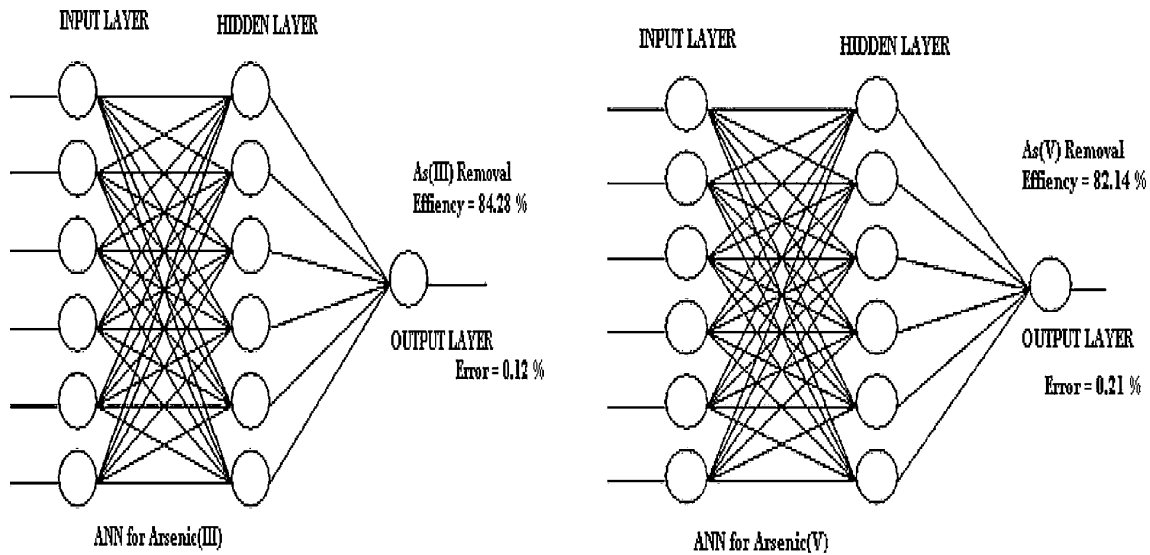 INPUT LAYER
HIDDEN LAYER
As(III) Removal
Effiency = 84.28 %
OUTPUT LAYER
Error = 0.12 %
ANN for Arsenic(III)
INPUT LAYER
HIDDEN LAYER
As(V) Removal
Effiency = 82.14 %
OUTPUT LAYER
Error = 0.21 %
ANN for Arsenic(V)